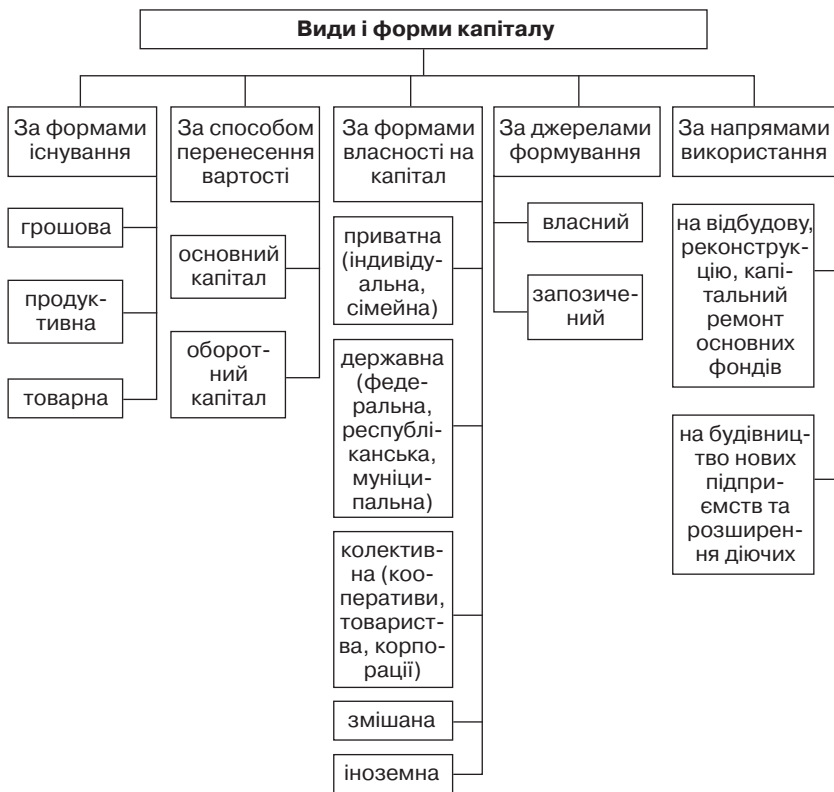 Види і форми капіталу
За формами
існування
грошова
продук-
тивна
товарна
За способом
перенесення
вартості
основний
капітал
оборот-
ний
капітал
За формами
власності на
капітал
приватна
(індивіду-
альна,
сімейна)
державна
(феде-
ральна,
республі-
канська,
муніци-
пальна)
колектив-
на (коо-
перативи,
товарист-
ва, корпо-
рації)
змішана
іноземна
За джерелами
формування
власний
запозиче-
ний
За напрямами
використання
на відбудову,
реконструк-
цію, капі-
тальний
ремонт
основних
фондів
на будівниц-
тво нових
підпри-
ємств та
розширен-
ня діючих